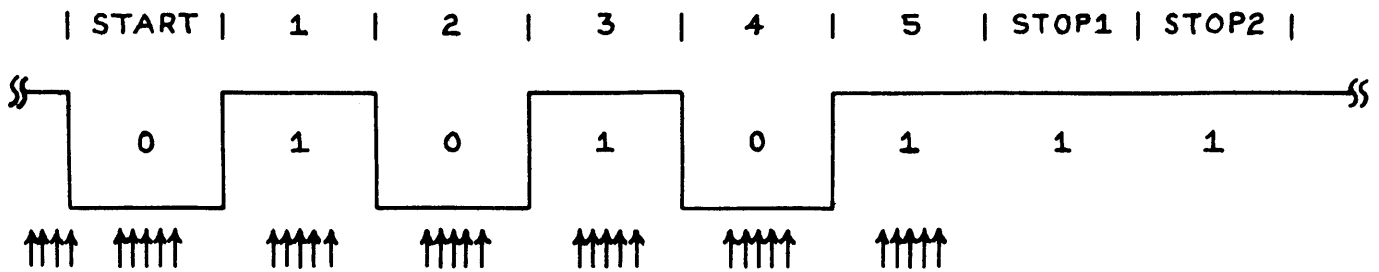 | START | 1 | 2 | 3 | 4 | 5 | STOP1 | STOP2 |
0 1 0 1 0 1 1 1